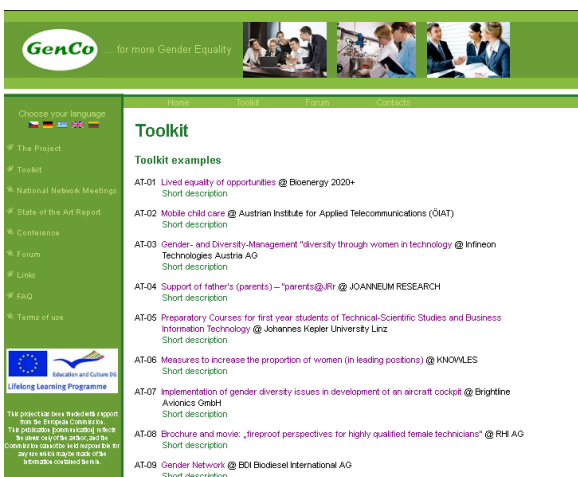 GenCo ... for more Gender Equality
Home Toolkit Forum Contacts
Choose your language
The Project
Toolkit
National Network Meetings
State of the Art Report
Conference
Forum
Links
FAQ
Terms of use
Education and Culture DG
Lifelong Learning Programme
This project has been funded with support
from the European Commission.
This publication [communication] reflects
the views only of the author, and the
Commission cannot be held responsible for
any use which may be made of the
information contained therein.
Toolkit
Toolkit examples
AT-01 Lived equality of opportunities @ Bioenergy 2020+
Short description
AT-02 Mobile child care @ Austrian Institute for Applied Telecommunications (ÖIAT)
Short description
AT-03 Gender- and Diversity-Management "diversity through women in technology @ Infineon
Technologies Austria AG
Short description
AT-04 Support of father's (parents) – "parents@JRr @ JOANNEUM RESEARCH
Short description
AT-05 Preparatory Courses for first year students of Technical-Scientific Studies and Business
Information Technology @ Johannes Kepler University Linz
Short description
AT-06 Measures to increase the proportion of women (in leading positions) @ KNOWLES
Short description
AT-07 Implementation of gender diversity issues in development of an aircraft cockpit @ Brightline
Avionics GmbH
Short description
AT-08 Brochure and movie: „fireproof perspectives for highly qualified female technicians" @ RHI AG
Short description
AT-09 Gender Network @ BDI Biodiesel International AG
Short description